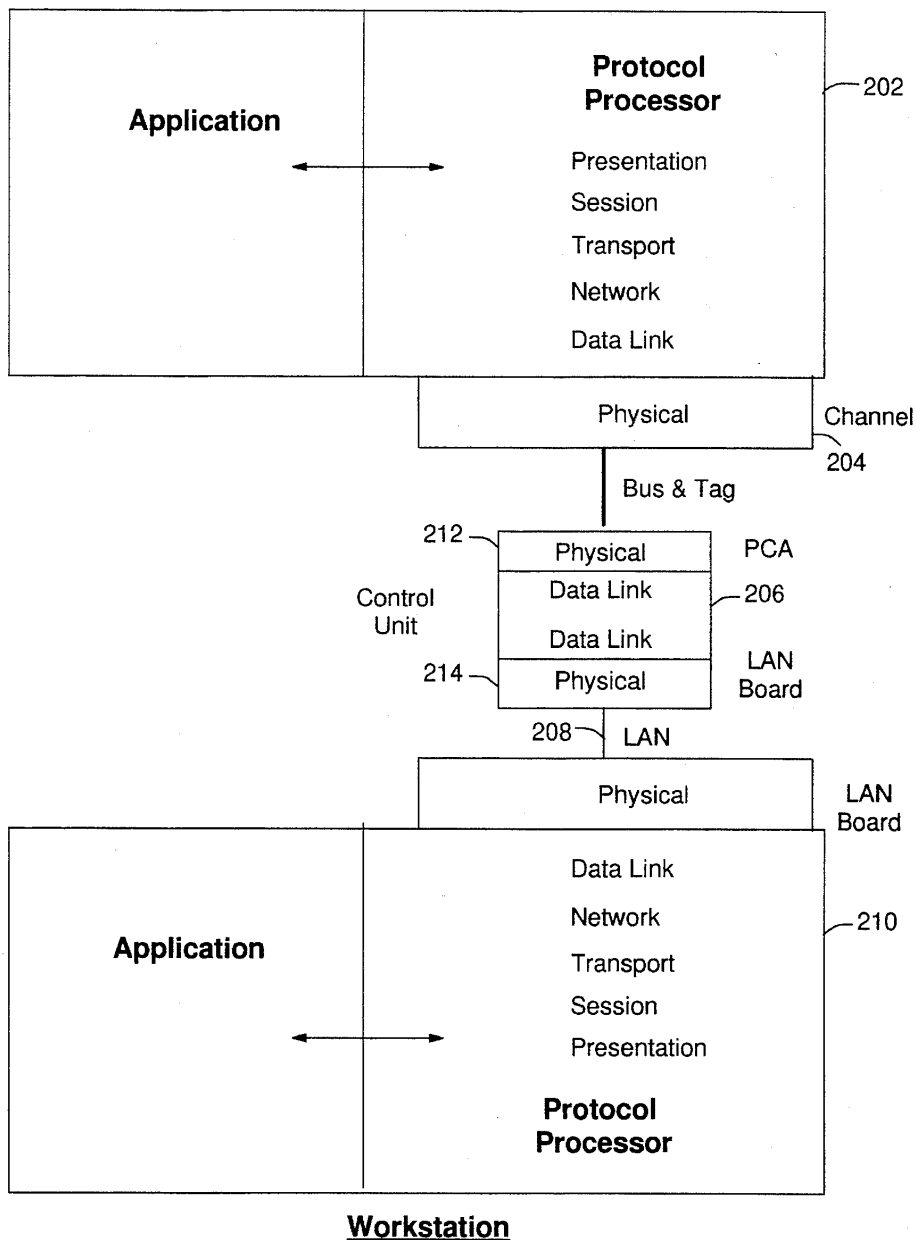 Protocol
Processor
202
Application
Presentation
Session
Transport
Network
Data Link
Physical
Channel
204
Bus & Tag
212
Physical
PCA
Control
Unit
Data Link
206
Data Link
214
Physical
LAN
Board
208
LAN
Physical
LAN
Board
Data Link
Network
210
Application
Transport
Session
Presentation
Protocol
Processor
Workstation